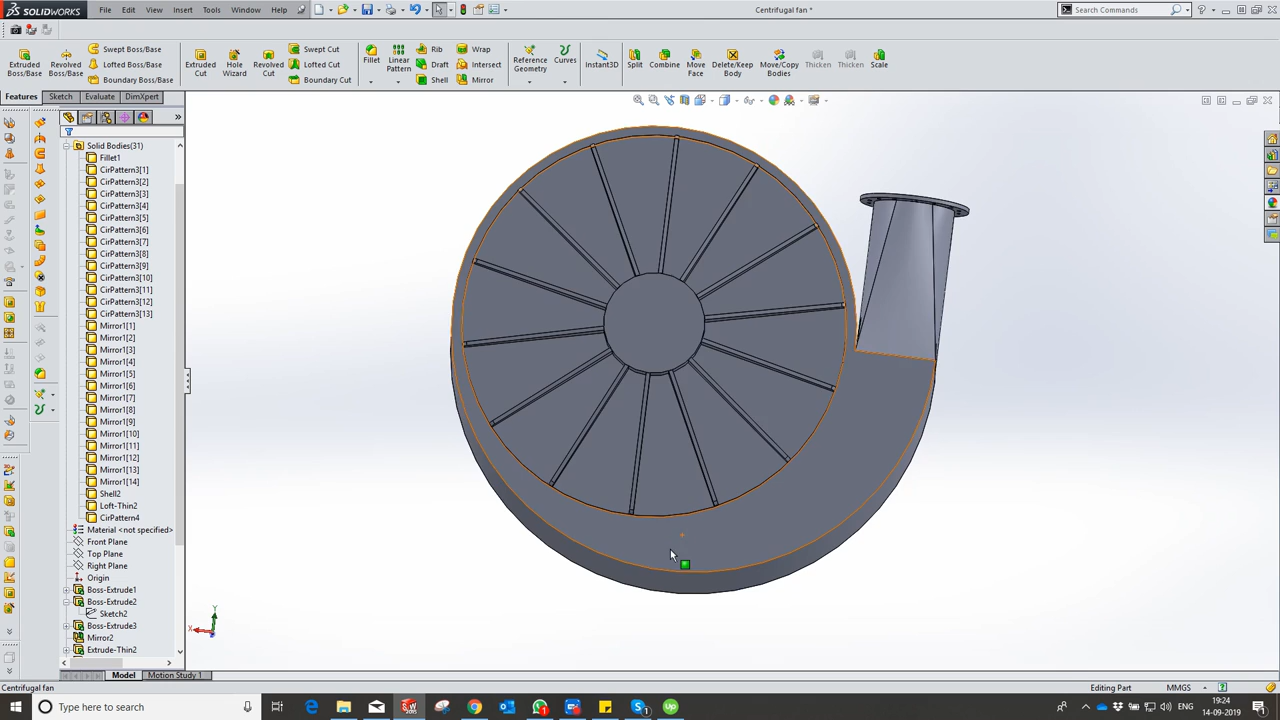 SOLIDWORKS File Edit View Insert Tools Window Help Centrifugal fan * Search Commands
Extruded Boss/Base
Revolved Boss/Base
Swept Boss/Base
Lofted Boss/Base
Boundary Boss/Base
Extruded Cut
Hole Wizard
Revolved Cut
Swept Cut
Lofted Cut
Boundary Cut
Fillet
Linear Pattern
Rib
Draft
Shell
Wrap
Intersect
Mirror
Reference Geometry
Curves
Instant3D
Split
Combine
Move Face
Delete/Keep Body
Move/Copy Bodies
Thicken
Thicken
Scale
Features Sketch Evaluate DimXpert
Solid Bodies(31)
Fillet1
CirPattern3[1]
CirPattern3[2]
CirPattern3[3]
CirPattern3[4]
CirPattern3[5]
CirPattern3[6]
CirPattern3[7]
CirPattern3[8]
CirPattern3[9]
CirPattern3[10]
CirPattern3[11]
CirPattern3[12]
CirPattern3[13]
Mirror1[1]
Mirror1[2]
Mirror1[3]
Mirror1[4]
Mirror1[5]
Mirror1[6]
Mirror1[7]
Mirror1[8]
Mirror1[9]
Mirror1[10]
Mirror1[11]
Mirror1[12]
Mirror1[13]
Mirror1[14]
Shell2
Loft-Thin2
CirPattern4
Material <not specified>
Front Plane
Top Plane
Right Plane
Origin
Boss-Extrude1
Boss-Extrude2
Sketch2
Boss-Extrude3
Mirror2
Extrude-Thin2
Y
X
Model Motion Study 1
Centrifugal fan Editing Part MMGS
Type here to search
19:24
14-09-2019